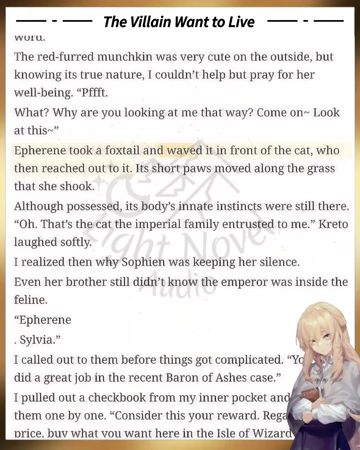 The Villain Want to Live
word.
The red-furred munchkin was very cute on the outside, but
knowing its true nature, I couldn't help but pray for her
well-being. “Pffft.
What? Why are you looking at me that way? Come on~ Look
at this~”
Epherene took a foxtail and waved it in front of the cat, who
then reached out to it. Its short paws moved along the grass
that she shook.
Although possessed, its body's innate instincts were still there.
“Oh. That's the cat the imperial family entrusted to me.” Kreto
laughed softly.
I realized then why Sophien was keeping her silence.
Even her brother still didn't know the emperor was inside the
feline.
“Epherene
. Sylvia.”
I called out to them before things got complicated.
did a great job in the recent Baron of Ashes case.”
I pulled out a checkbook from my inner pocket and
them one by one. “Consider this your reward.
price, buy what you want here in the Isle of Wizard
Light Novel
Audio